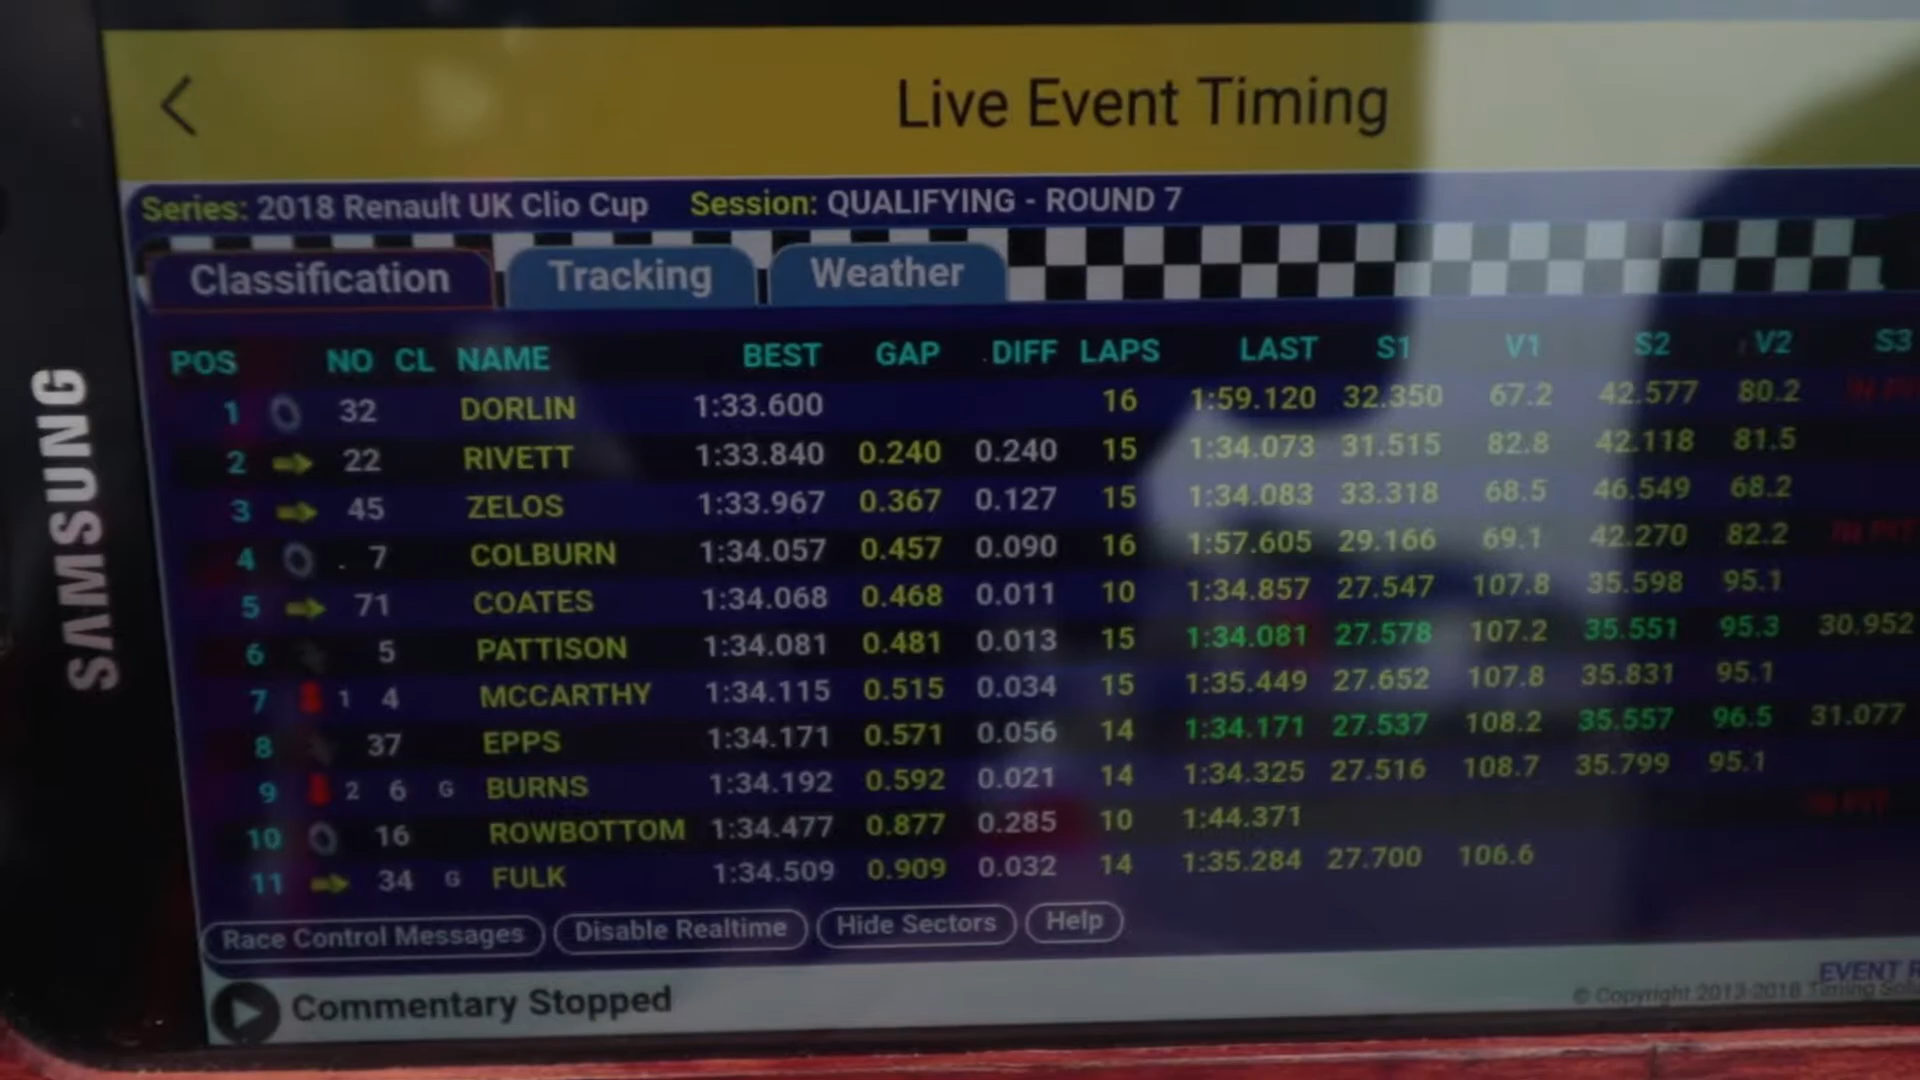 Live Event Timing
Series: 2018 Renault UK Clio Cup Session: QUALIFYING - ROUND 7
Classification Tracking Weather
POS NO CL NAME BEST GAP DIFF LAPS LAST S1 V1 S2 V2 S3
1 32 DORLIN 1:33.600 16 1:59.120 32.350 67.2 42.577 80.2 IN PIT
2 22 RIVETT 1:33.840 0.240 0.240 15 1:34.073 31.515 82.8 42.118 81.5
3 45 ZELOS 1:33.967 0.367 0.127 15 1:34.083 33.318 68.5 46.549 68.2
4 7 COLBURN 1:34.057 0.457 0.090 16 1:57.605 29.166 69.1 42.270 82.2 IN PIT
5 71 COATES 1:34.068 0.468 0.011 10 1:34.857 27.547 107.8 35.598 95.1
6 5 PATTISON 1:34.081 0.481 0.013 15 1:34.081 27.578 107.2 35.551 95.3 30.952
7 1 4 MCCARTHY 1:34.115 0.515 0.034 15 1:35.449 27.652 107.8 35.831 95.1
8 37 EPPS 1:34.171 0.571 0.056 14 1:34.171 27.537 108.2 35.557 96.5 31.077
9 2 6 G BURNS 1:34.192 0.592 0.021 14 1:34.325 27.516 108.7 35.799 95.1
10 16 ROWBOTTOM 1:34.477 0.877 0.285 10 1:44.371 IN PIT
11 34 G FULK 1:34.509 0.909 0.032 14 1:35.284 27.700 106.6
Race Control Messages Disable Realtime Hide Sectors Help
Commentary Stopped
EVENT
© Copyright 2013-2018 Timing
SAMSUNG